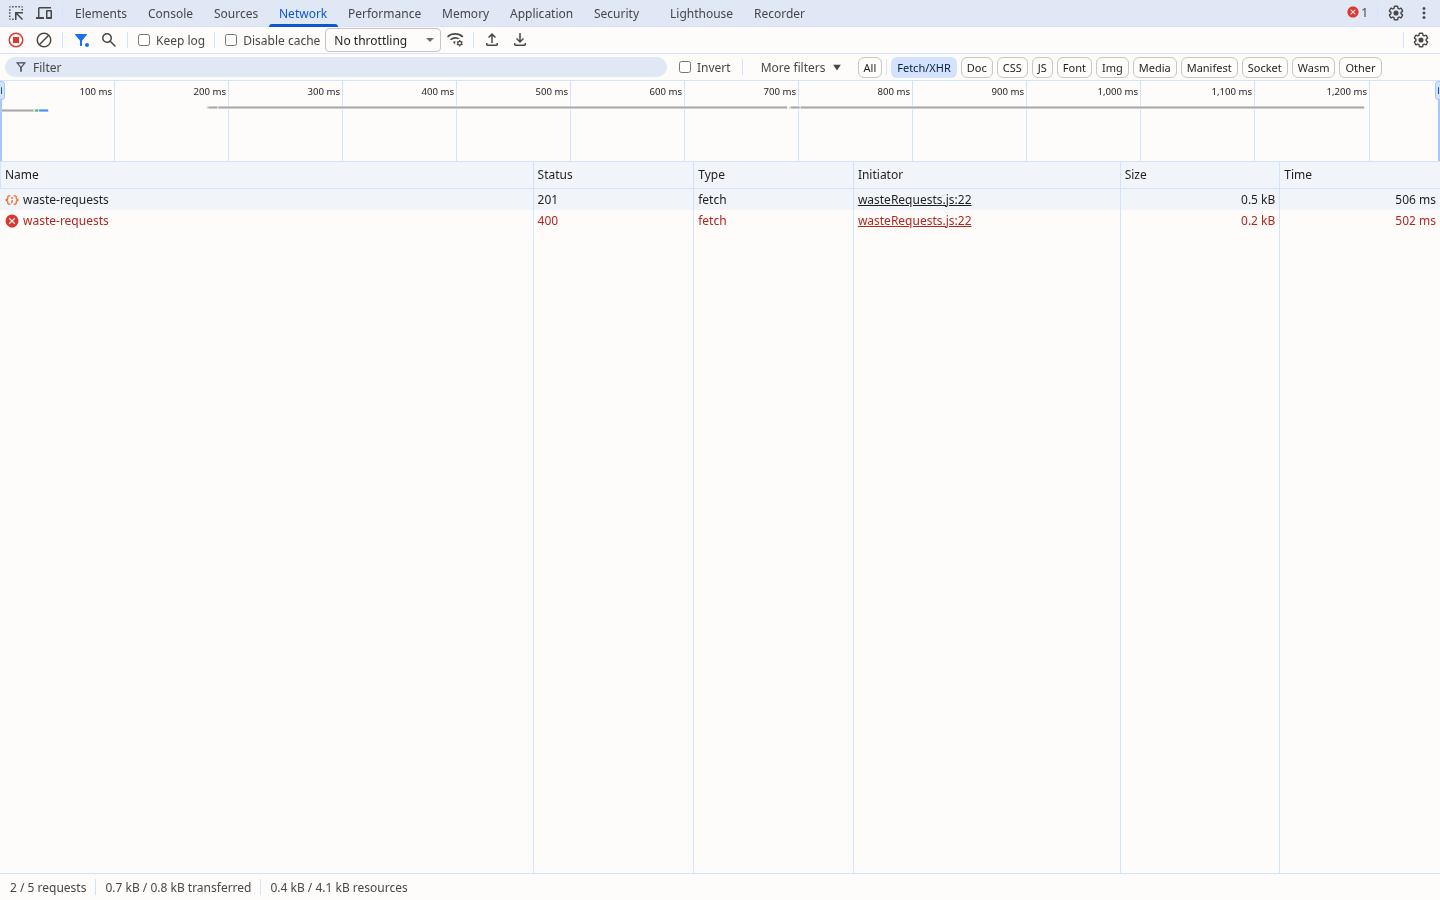 Elements Console Sources Network Performance Memory Application Security Lighthouse Recorder 1
Keep log Disable cache No throttling
Filter Invert More filters All Fetch/XHR Doc CSS JS Font Img Media Manifest Socket Wasm Other
100 ms 200 ms 300 ms 400 ms 500 ms 600 ms 700 ms 800 ms 900 ms 1,000 ms 1,100 ms 1,200 ms
Name Status Type Initiator Size Time
waste-requests 201 fetch wasteRequests.js:22 0.5 kB 506 ms
waste-requests 400 fetch wasteRequests.js:22 0.2 kB 502 ms
2 / 5 requests 0.7 kB / 0.8 kB transferred 0.4 kB / 4.1 kB resources